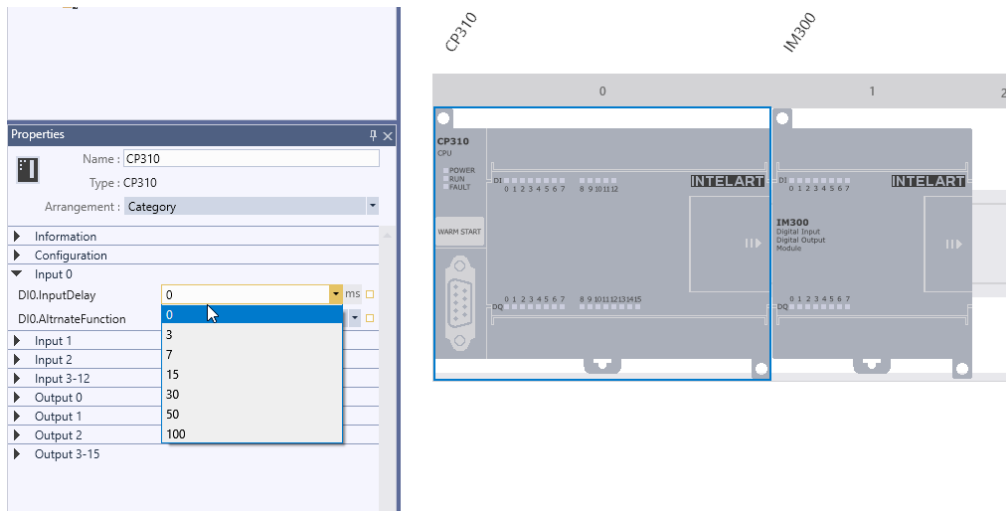 Properties
Name : CP310
Type : CP310
Arrangement : Category
Information
Configuration
Input 0
DI0.InputDelay 0 ms
DI0.AltrnateFunction
0
3
7
15
30
50
100
Input 1
Input 2
Input 3-12
Output 0
Output 1
Output 2
Output 3-15
CP310
IM300
0 1 2
CP310
CPU
POWER
RUN
FAULT
DI
0 1 2 3 4 5 6 7 8 9 10 11 12
INTELART
WARM START
0 1 2 3 4 5 6 7 8 9 10 11 12 13 14 15
DQ
DI
0 1 2 3 4 5 6 7
INTELART
IM300
Digital Input
Digital Output
Module
0 1 2 3 4 5 6 7
DQ